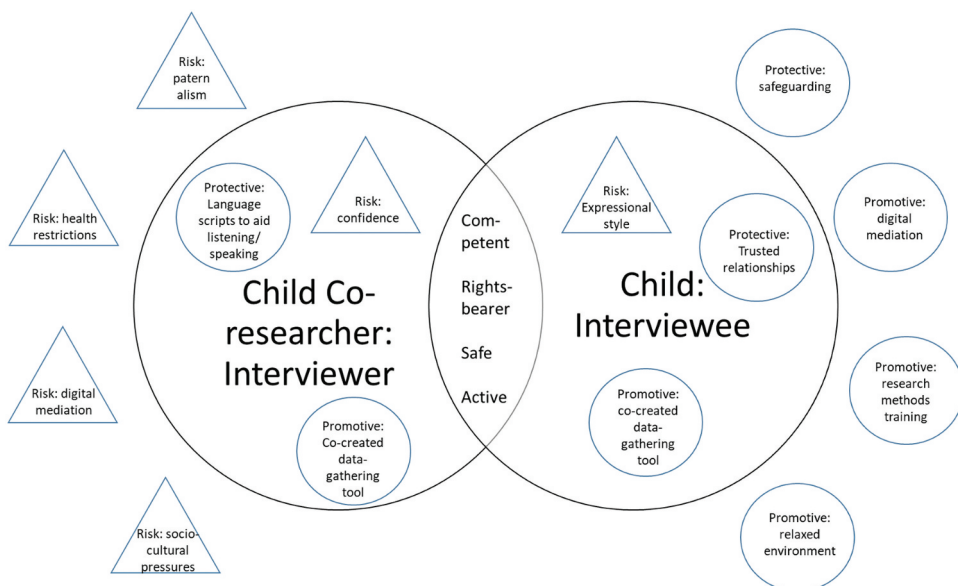 Risk:
patern
alism
Protective:
safeguarding
Risk: health
restrictions
Protective:
Language
scripts to aid
listening/
speaking
Risk:
confidence
Com-
petent
Rights-
bearer
Safe
Active
Risk:
Expressional
style
Protective:
Trusted
relationships
Promotive:
digital
mediation
Child Co-
researcher:
Interviewer
Child:
Interviewee
Risk: digital
mediation
Promotive:
Co-created
data-
gathering
tool
Promotive:
co-created
data-
gathering
tool
Promotive:
research
methods
training
Risk: socio-
cultural
pressures
Promotive:
relaxed
environment